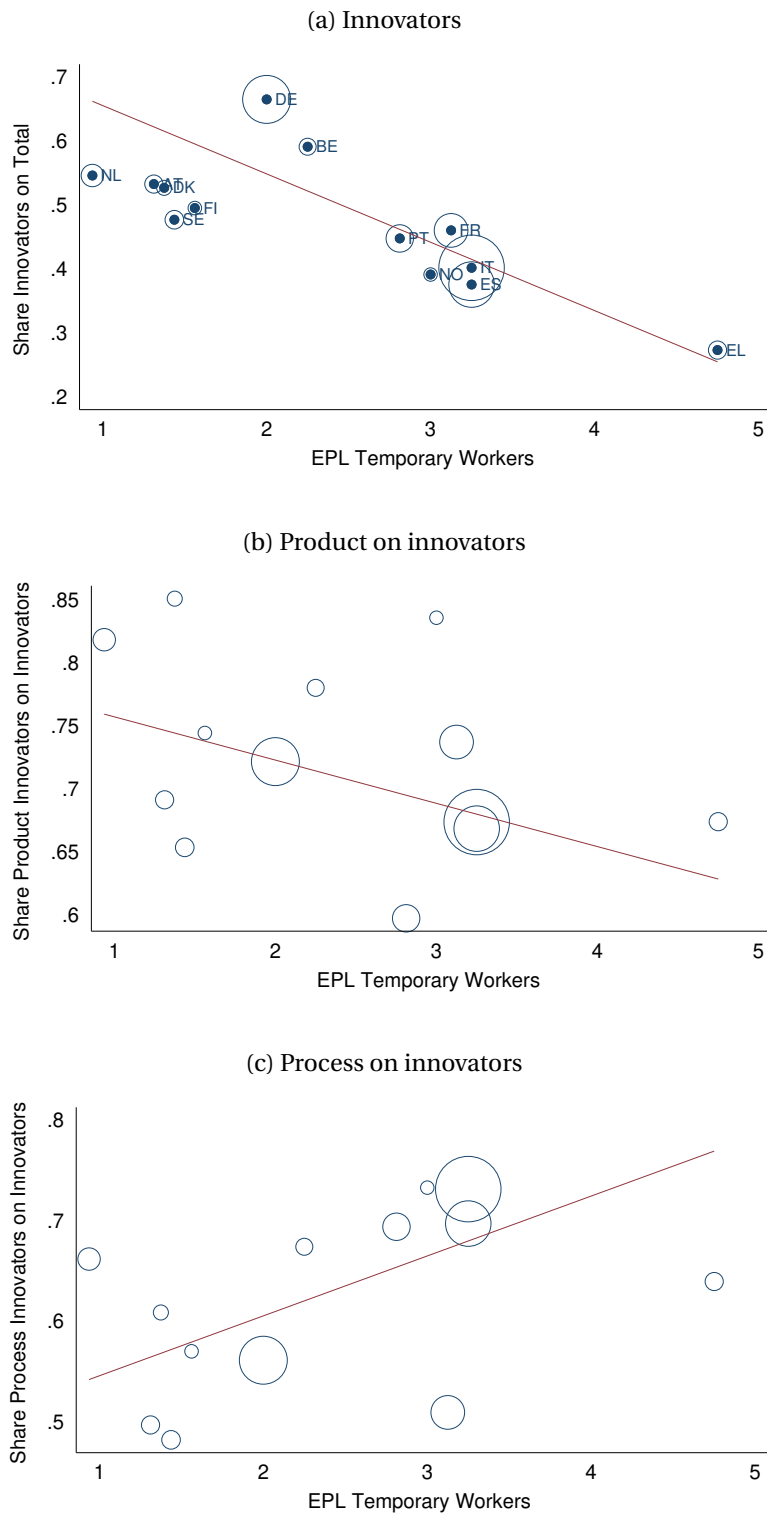 (a) Innovators
Share Innovators on Total
.7
.6
.5
.4
.3
.2
DE
BE
NL
AT
DK
FI
SE
PT
FR
NO
IT
ES
EL
1 2 3 4 5
EPL Temporary Workers
(b) Product on innovators
Share Product Innovators on Innovators
.85
.8
.75
.7
.65
.6
1 2 3 4 5
EPL Temporary Workers
(c) Process on innovators
Share Process Innovators on Innovators
.8
.7
.6
.5
1 2 3 4 5
EPL Temporary Workers